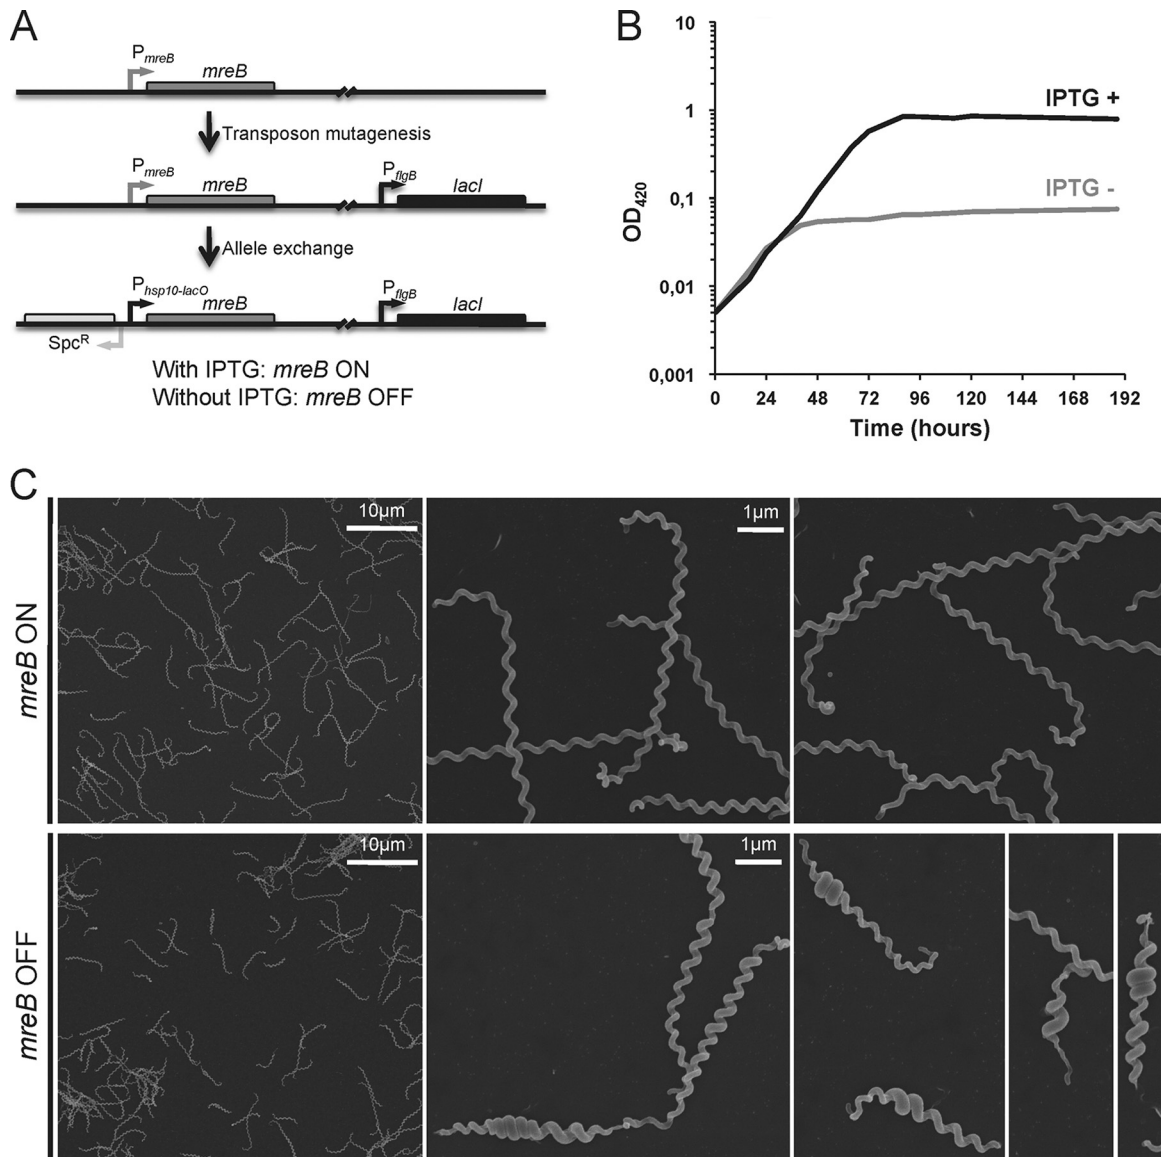 A
P mreB
mreB
Transposon mutagenesis
P mreB
mreB
P flgB
lacI
Allele exchange
P hsp10-lacO
mreB
P flgB
lacI
Spc R
With IPTG: mreB ON
Without IPTG: mreB OFF
B
10
1
0,1
0,01
0,001
OD420
IPTG +
IPTG -
0 24 48 72 96 120 144 168 192
Time (hours)
C
mreB ON
10µm
1µm
mreB OFF
10µm
1µm